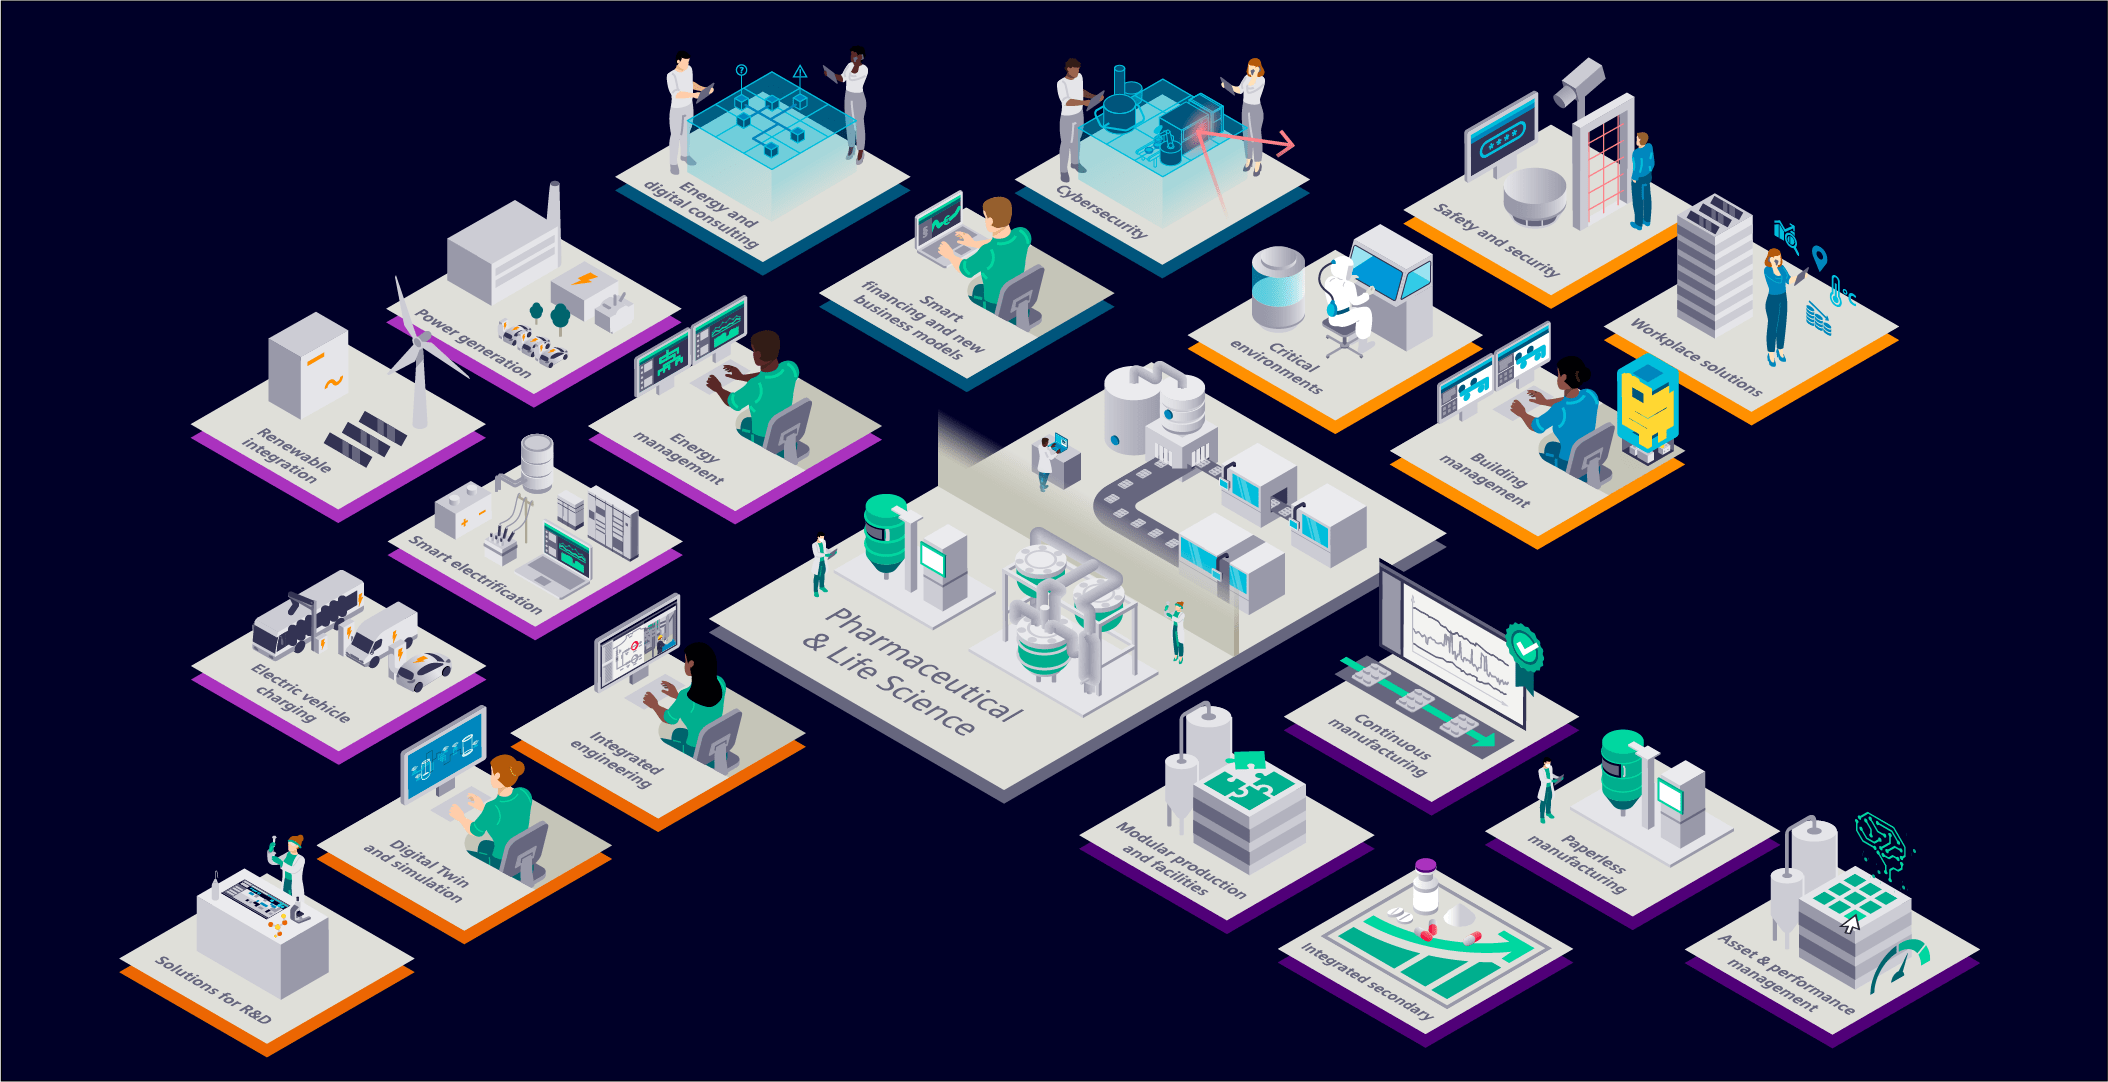 Energy and
digital consulting
Cybersecurity
Safety and security
Smart
financing and new
business models
Power generation
Critical
environments
Workplace solutions
Renewable
integration
Energy
management
Building
management
Smart electrification
Electric vehicle
charging
Integrated
engineering
Pharmaceutical
& Life Science
Continuous
manufacturing
Digital Twin
and simulation
Modular production
and facilities
Paperless
manufacturing
Solutions for R&D
Integrated secondary
Asset & performance
management
?
****
°C